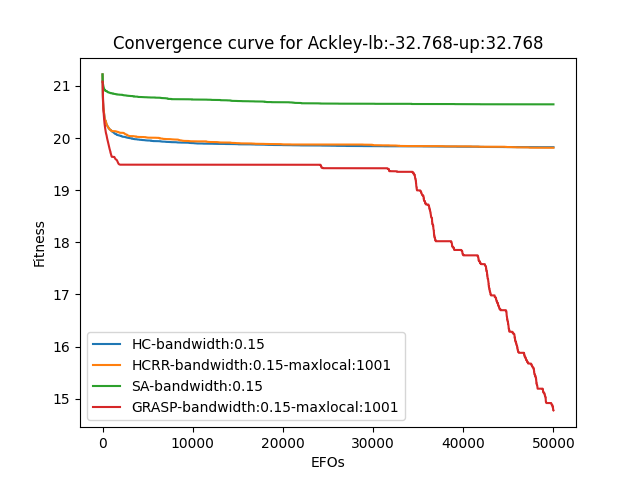 Convergence curve for Ackley-lb:-32.768-up:32.768
21
20
19
18
17
16
15
Fitness
HC-bandwidth:0.15
HCRR-bandwidth:0.15-maxlocal:1001
SA-bandwidth:0.15
GRASP-bandwidth:0.15-maxlocal:1001
0 10000 20000 30000 40000 50000
EFOs